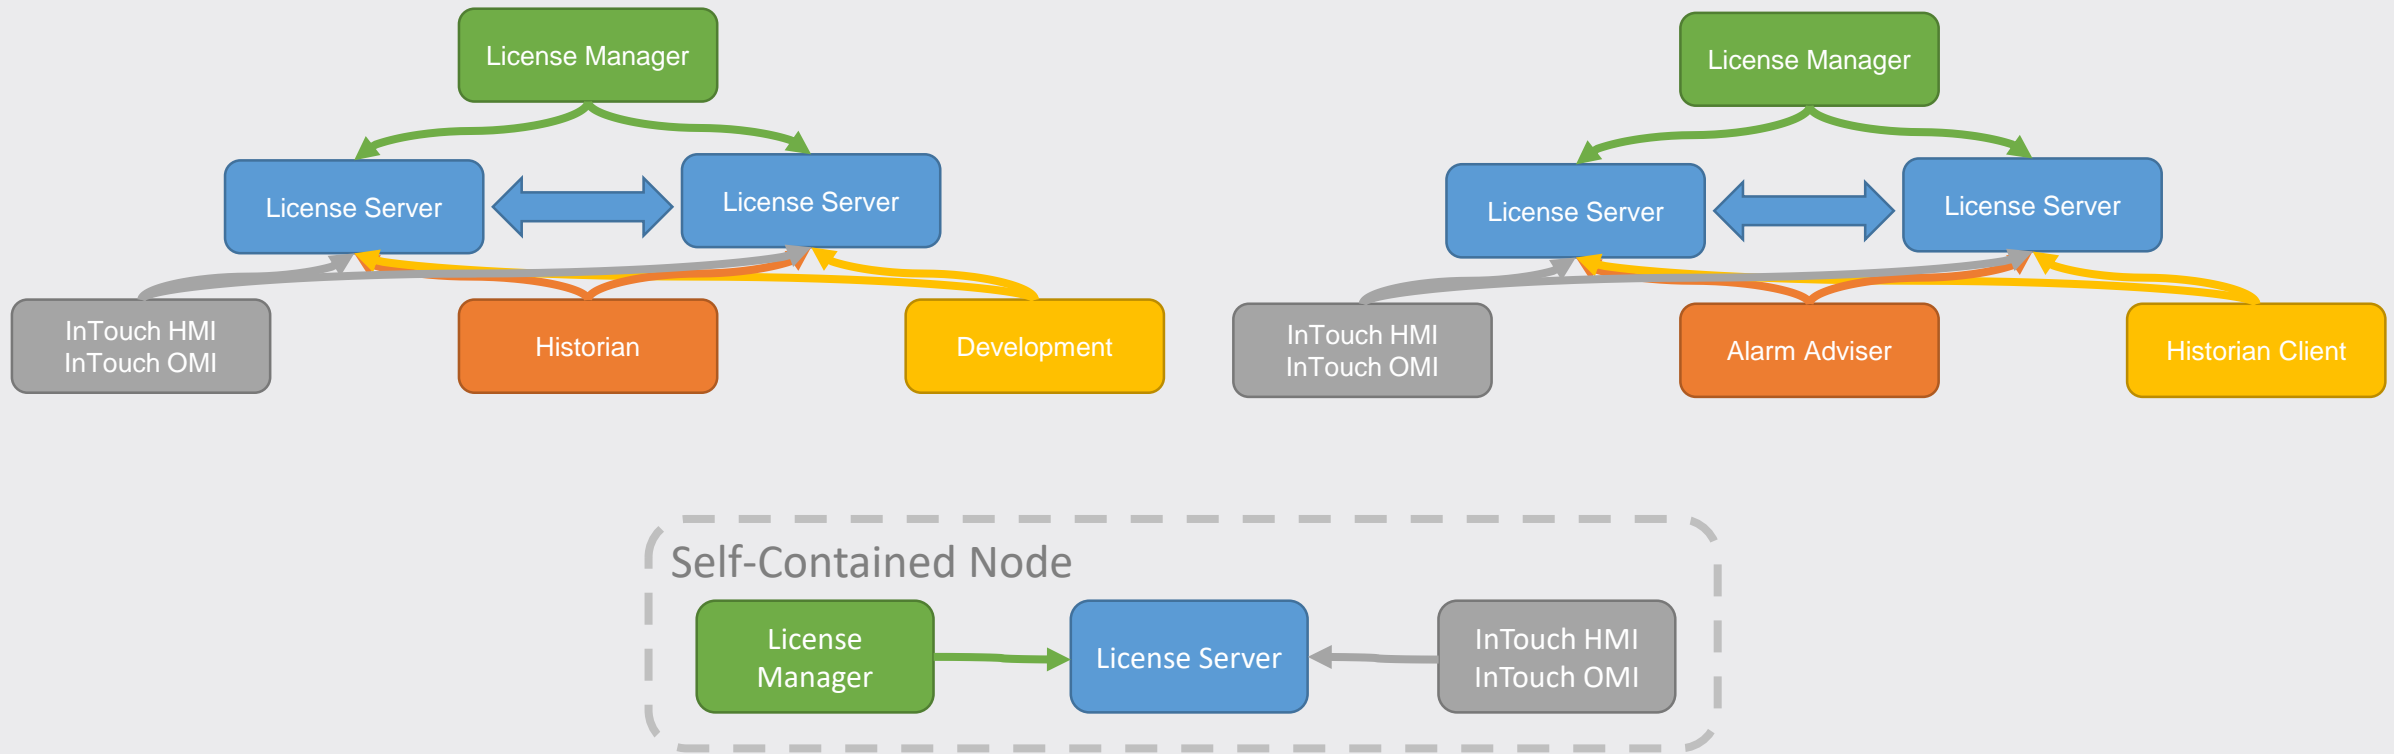 License Manager
License Server
License Server
InTouch HMI
InTouch OMI
Historian
Development
License Manager
License Server
License Server
InTouch HMI
InTouch OMI
Alarm Adviser
Historian Client
Self-Contained Node
License
Manager
License Server
InTouch HMI
InTouch OMI